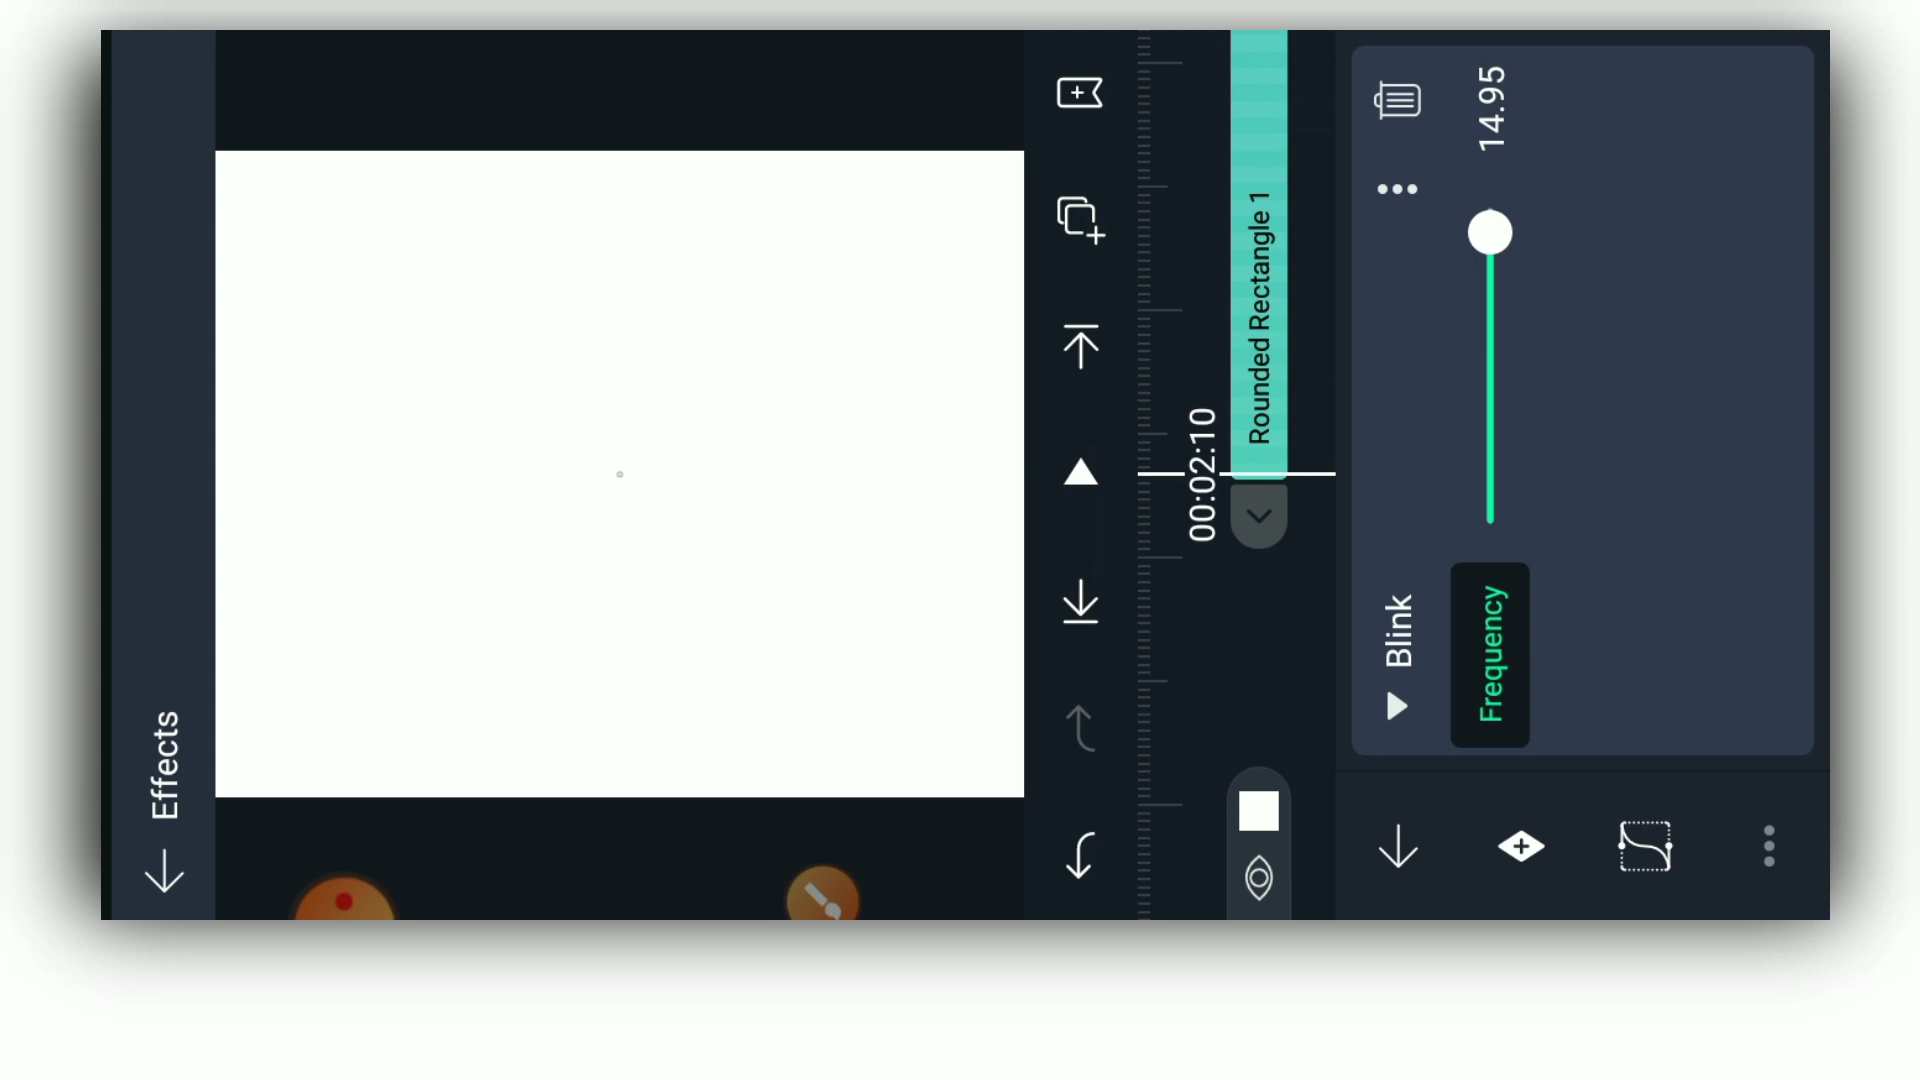 Effects
00:02:10
Rounded Rectangle 1
Blink
Frequency
14.95